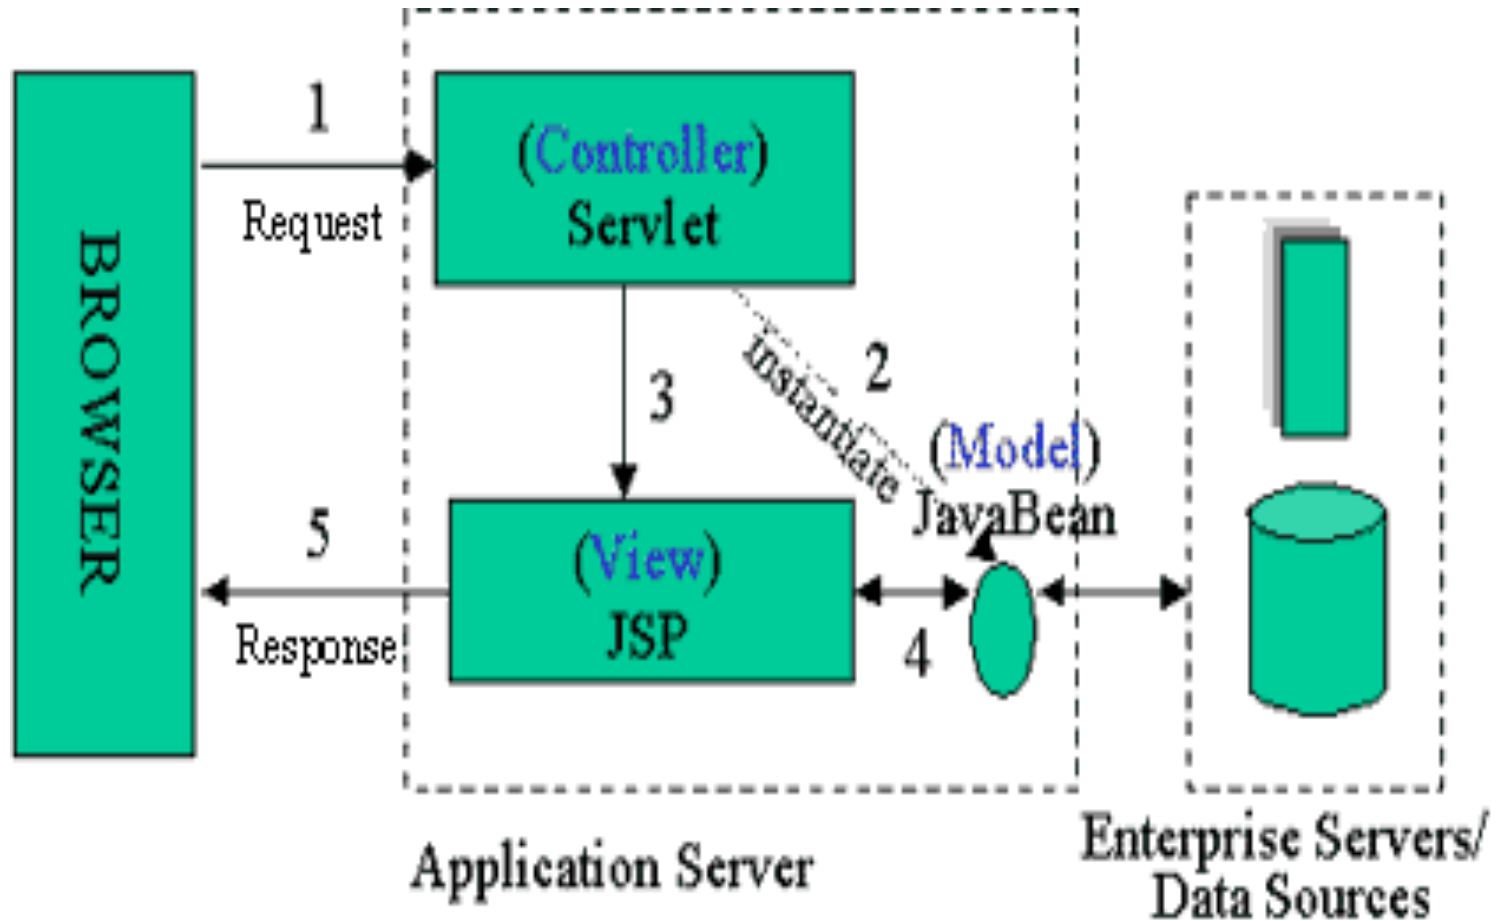 BROWSER
1
Request
(Controller)
Servlet
2
instantiate
3
(Model)
JavaBean
(View)
JSP
4
5
Response
Application Server
Enterprise Servers/
Data Sources